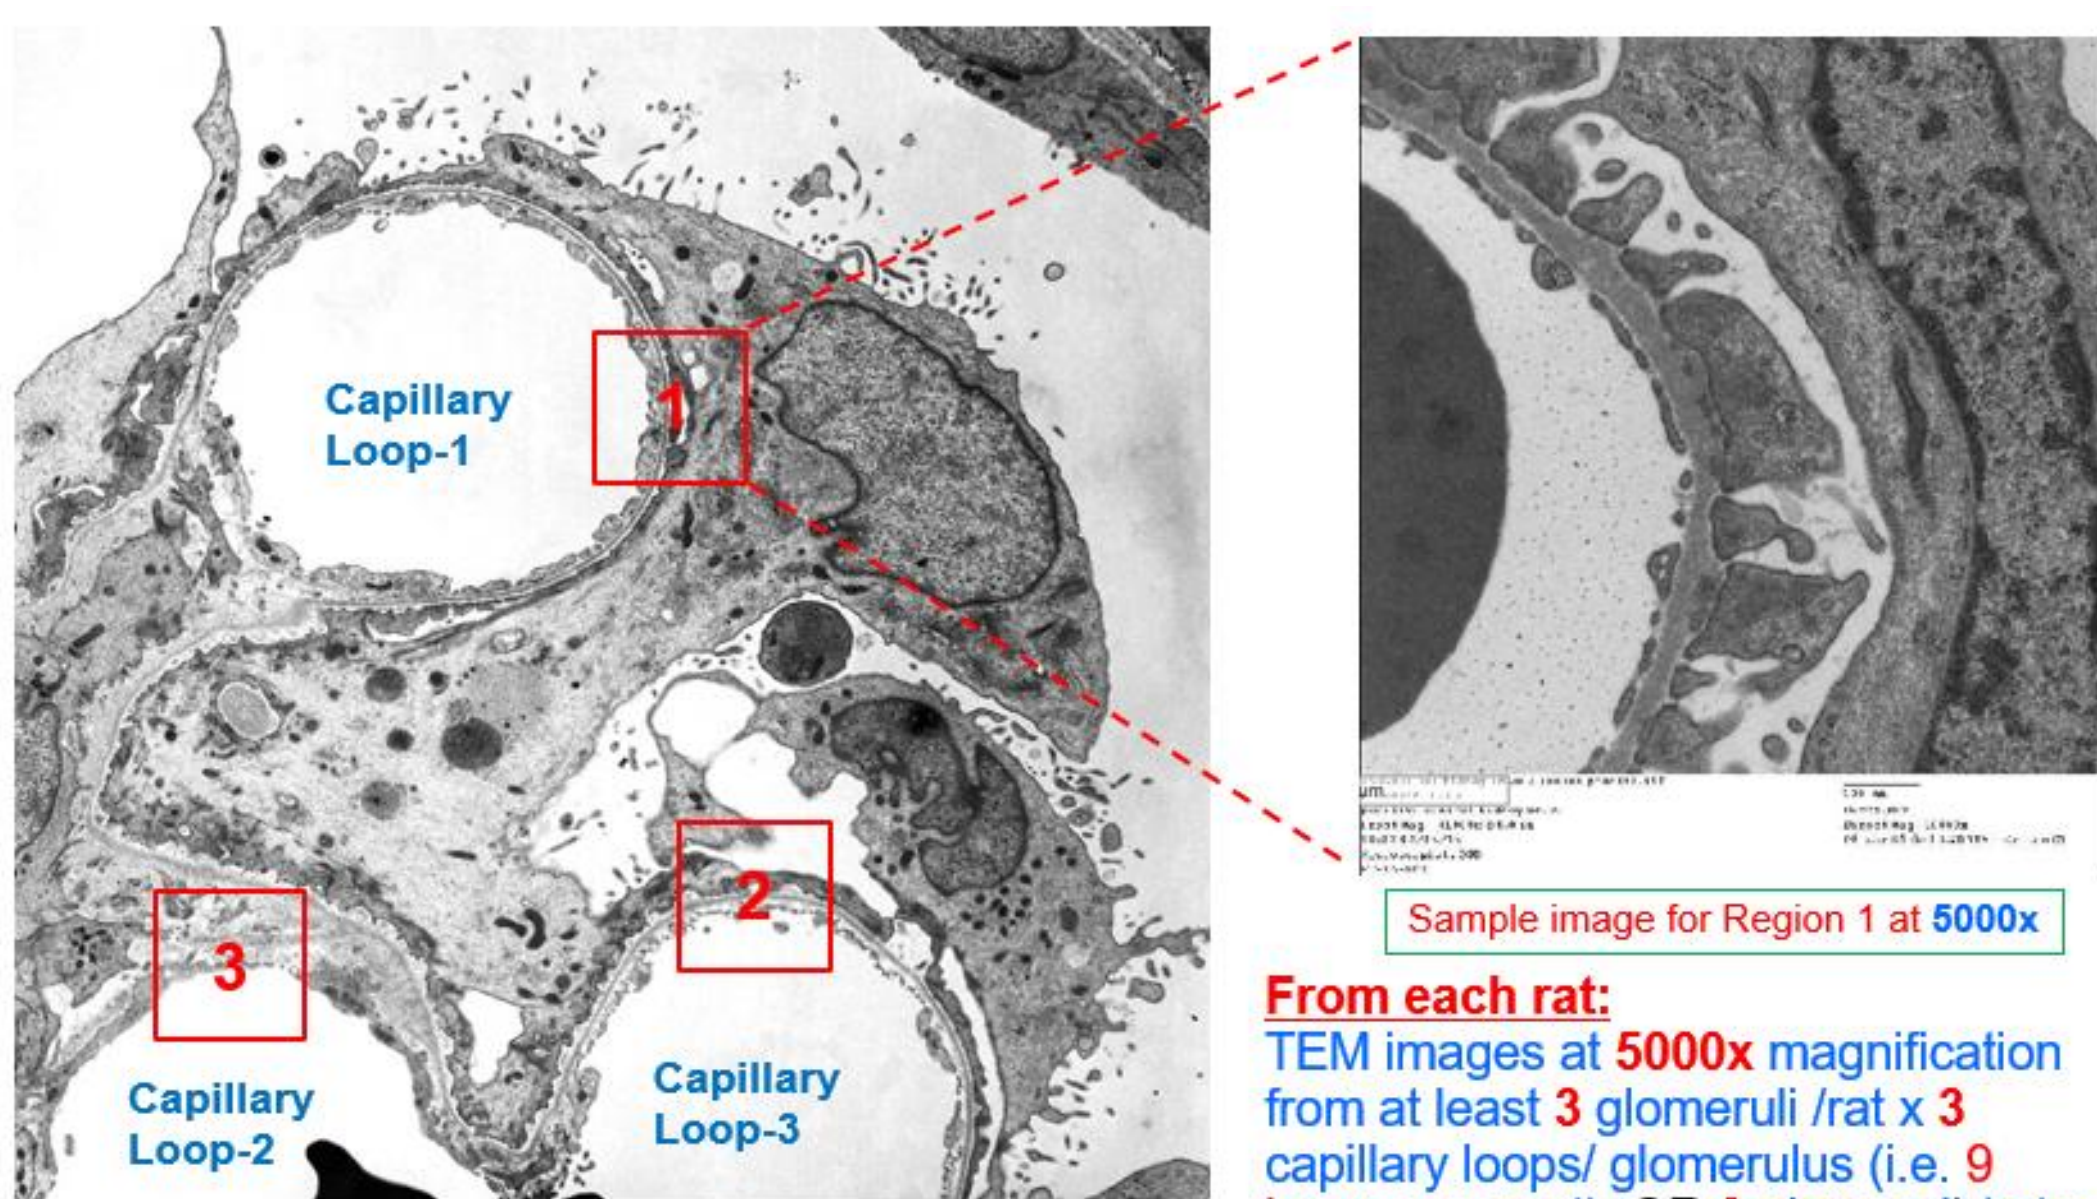 Capillary
Loop-1
1
2
3
Capillary
Loop-2
Capillary
Loop-3
Sample image for Region 1 at 5000x
From each rat:
TEM images at 5000x magnification
from at least 3 glomeruli /rat x 3
capillary loops/ glomerulus (i.e. 9